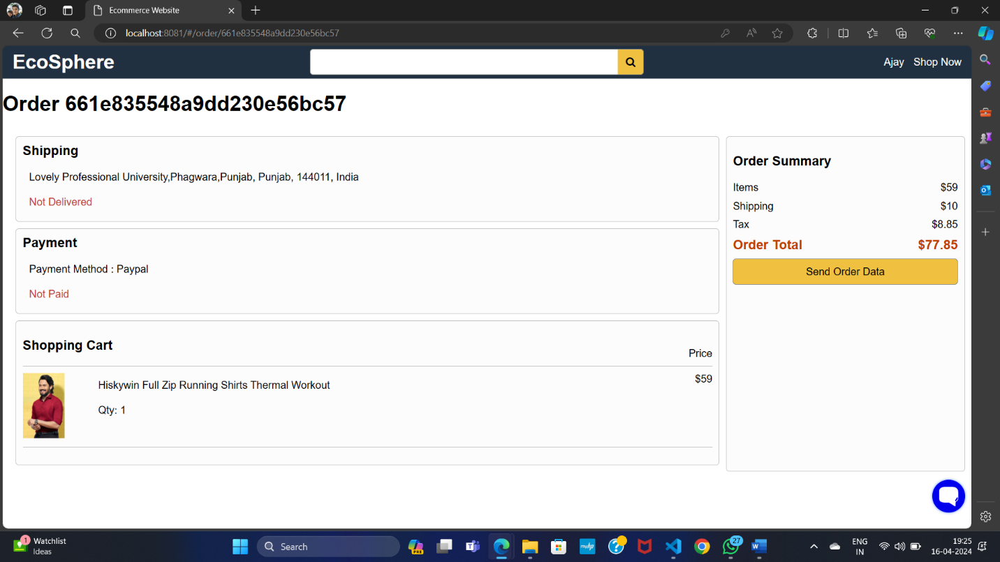 Ecommerce Website
localhost:8081/#/order/661e835548a9dd230e56bc57
EcoSphere
Ajay Shop Now
Order 661e835548a9dd230e56bc57
Shipping
Lovely Professional University,Phagwara,Punjab, Punjab, 144011, India
Not Delivered
Payment
Payment Method : Paypal
Not Paid
Shopping Cart
Price
Hiskywin Full Zip Running Shirts Thermal Workout
$59
Qty: 1
Order Summary
Items $59
Shipping $10
Tax $8.85
Order Total $77.85
Send Order Data
1
Watchlist
Ideas
Search
PRE
myhp
27
ENG
IN
19:25
16-04-2024